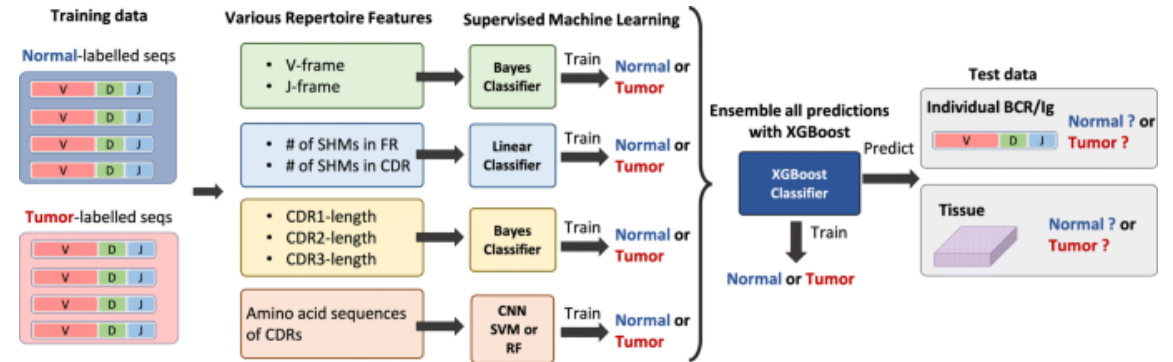 Training data
Normal-labelled seqs
V D J
V D J
V D J
V D J
Tumor-labelled seqs
V D J
V D J
V D J
V D J
Various Repertoire Features
• V-frame
• J-frame
• # of SHMs in FR
• # of SHMs in CDR
• CDR1-length
• CDR2-length
• CDR3-length
Amino acid sequences
of CDRs
Supervised Machine Learning
Bayes
Classifier
Train
Normal or
Tumor
Linear
Classifier
Train
Normal or
Tumor
Bayes
Classifier
Train
Normal or
Tumor
CNN
SVM or
RF
Train
Normal or
Tumor
Ensemble all predictions
with XGBoost
XGBoost
Classifier
Predict
Train
Normal or Tumor
Test data
Individual BCR/Ig
V D J
Normal ? or
Tumor ?
Tissue
Normal ? or
Tumor ?